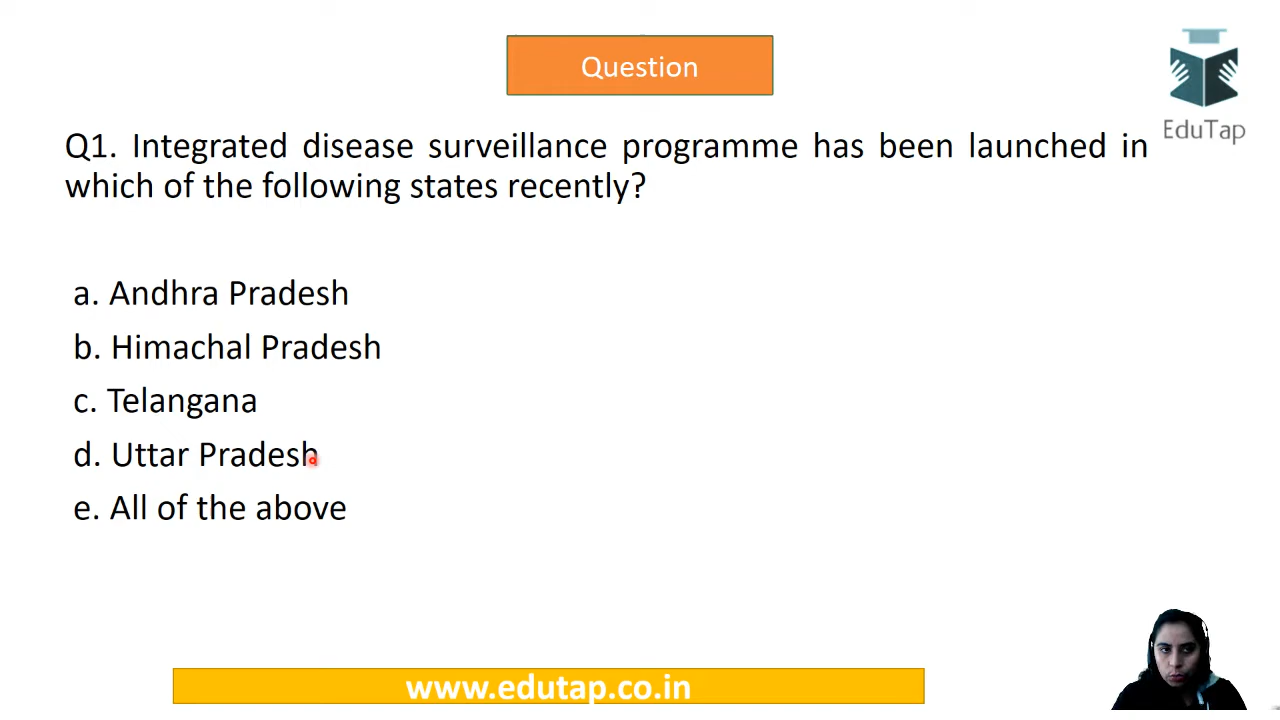 Question
EduTap
Q1. Integrated disease surveillance programme has been launched in
which of the following states recently?
a. Andhra Pradesh
b. Himachal Pradesh
c. Telangana
d. Uttar Pradesh
e. All of the above
www.edutap.co.in